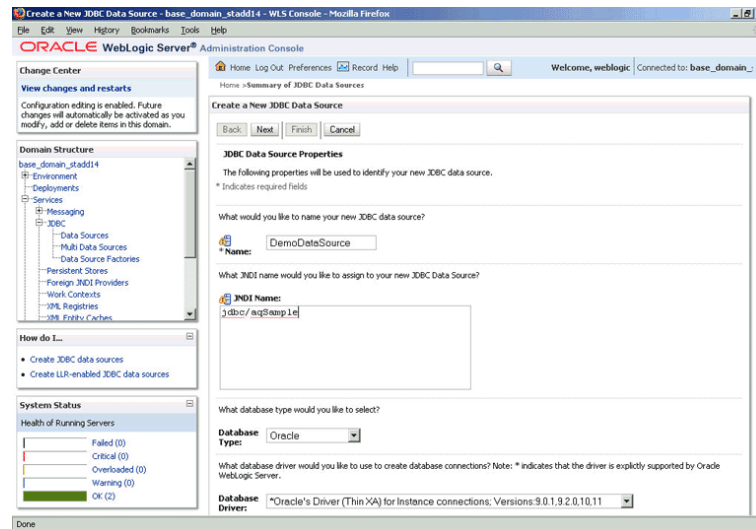 Create a New JDBC Data Source - base_domain_stadd14 - WLS Console - Mozilla Firefox
File Edit View History Bookmarks Tools Help
ORACLE WebLogic Server® Administration Console
Change Center
View changes and restarts
Configuration editing is enabled. Future
changes will automatically be activated as you
modify, add or delete items in this domain.
Domain Structure
base_domain_stadd14
Environment
Deployments
Services
Messaging
JDBC
Data Sources
Multi Data Sources
Data Source Factories
Persistent Stores
Foreign JNDI Providers
Work Contexts
XML Registries
XML Entity Caches
How do I...
Create JDBC data sources
Create LLR-enabled JDBC data sources
System Status
Health of Running Servers
Failed (0)
Critical (0)
Overloaded (0)
Warning (0)
OK (2)
Home Log Out Preferences Record Help
Welcome, weblogic Connected to: base_domain_
Home >Summary of JDBC Data Sources
Create a New JDBC Data Source
Back Next Finish Cancel
JDBC Data Source Properties
The following properties will be used to identify your new JDBC data source.
* Indicates required fields
What would you like to name your new JDBC data source?
* Name: DemoDataSource
What JNDI name would you like to assign to your new JDBC Data Source?
JNDI Name:
jdbc/aqSample
What database type would you like to select?
Database Type: Oracle
What database driver would you like to use to create database connections? Note: * indicates that the driver is explictly supported by Oracle
WebLogic Server.
Database Driver: *Oracle's Driver (Thin XA) for Instance connections; Versions:9.0.1,9.2.0,10,11
Done